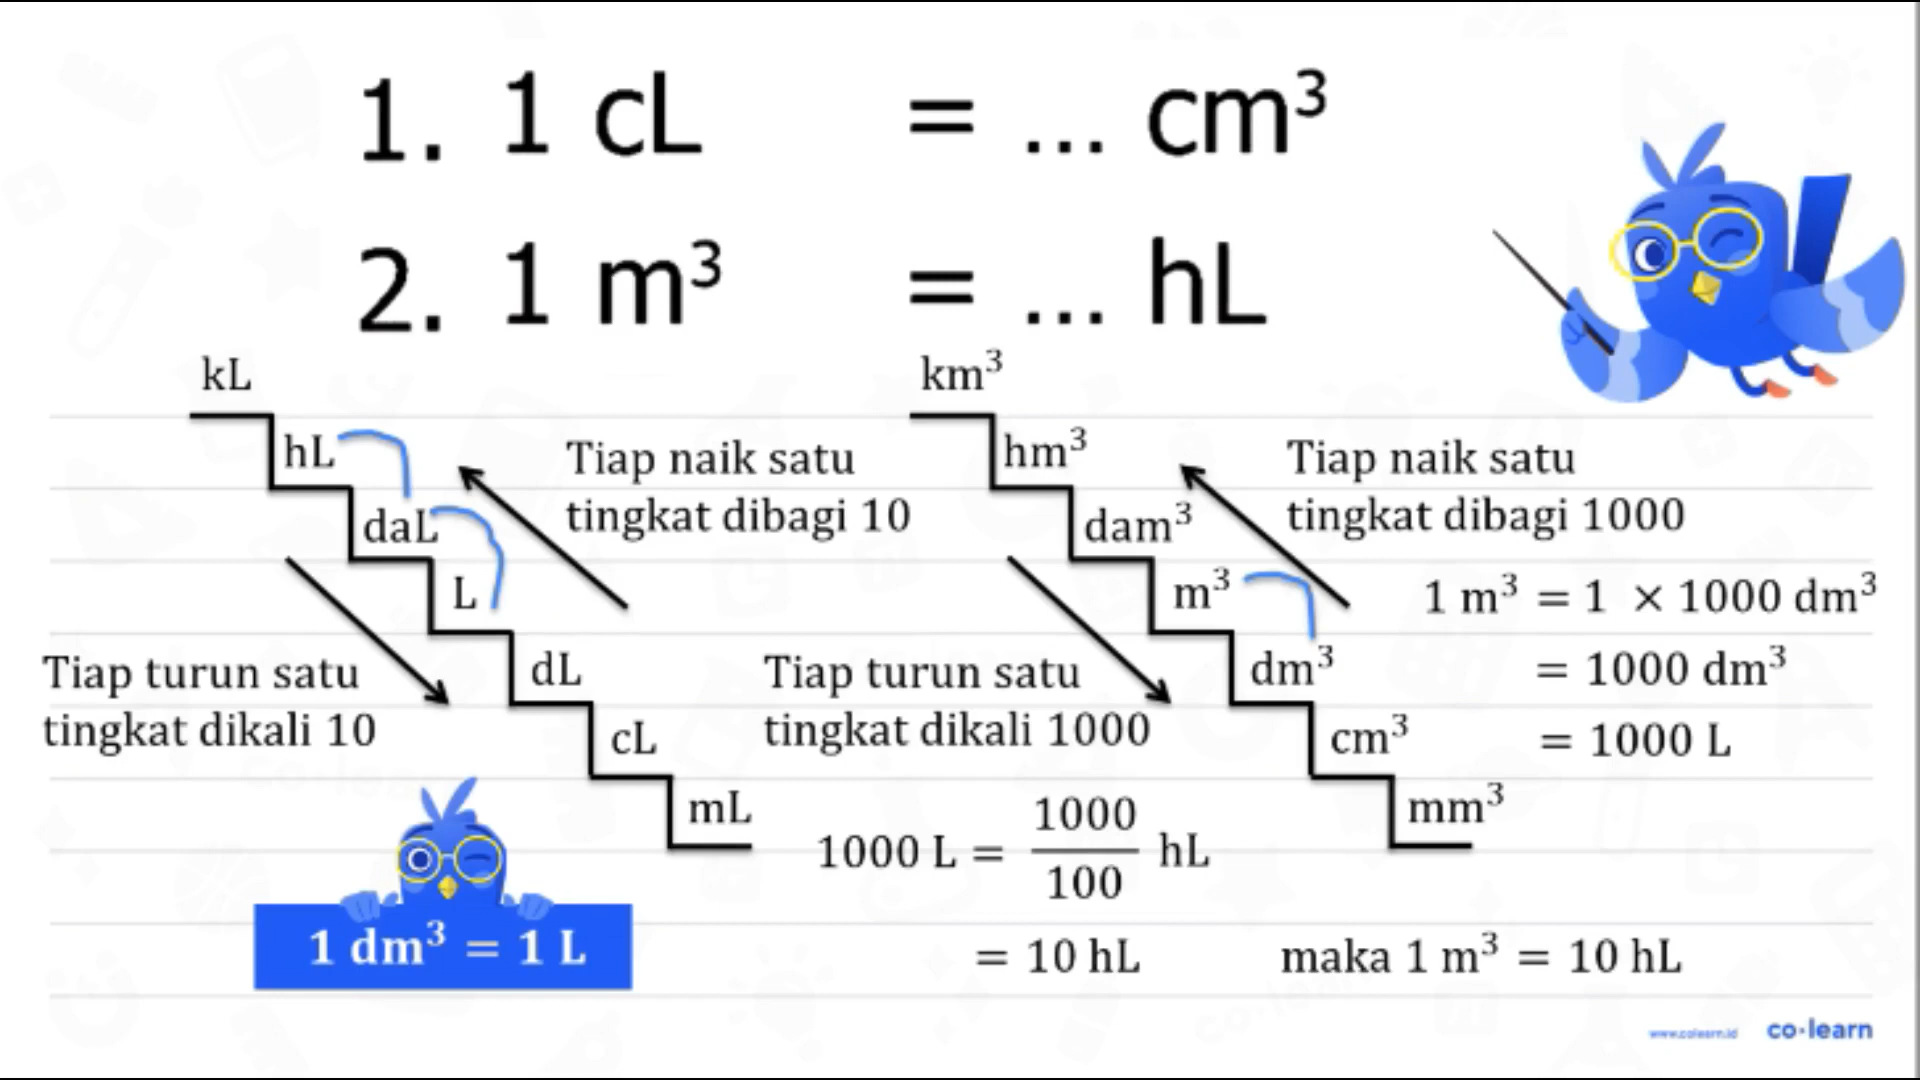 1. 1 cL = ... cm³
2. 1 m³ = ... hL
kL
hL
daL
L
dL
cL
mL
Tiap naik satu
tingkat dibagi 10
Tiap turun satu
tingkat dikali 10
km³
hm³
dam³
m³
dm³
cm³
mm³
Tiap naik satu
tingkat dibagi 1000
Tiap turun satu
tingkat dikali 1000
1 m³ = 1 × 1000 dm³
= 1000 dm³
= 1000 L
1000 L = 1000/100 hL
= 10 hL
maka 1 m³ = 10 hL
1 dm³ = 1 L
www.colearn.id co·learn